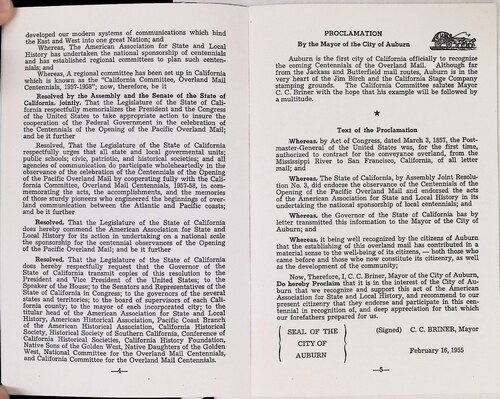 developed our modern systems of communications which bind
the East and West into one great Nation; and
Whereas, The American Association for State and Local
History has undertaken the national sponsorship of centennials
and has established regional committees to plan such centen-
nials; and
Whereas, A regional committee has been set up in California
which is known as the "California Committee, Overland Mail
Centennials, 1957-1958"; now, therefore, be it
Resolved by the Assembly and the Senate of the State of
California, jointly, That the Legislature of the State of Cali-
fornia respectfully memorializes the President and the Congress
of the United States to take appropriate action to insure the
cooperation of the Federal Government in the celebration of
the Centennials of the Opening of the Pacific Overland Mail;
and be it further
Resolved, That the Legislature of the State of California
respectfully urges that all state and local governmental units;
public schools; civic, patriotic, and historical societies; and all
agencies of communication do participate wholeheartedly in the
observance of the celebration of the Centennials of the Opening
of the Pacific Overland Mail by cooperating fully with the Cali-
fornia Committee, Overland Mail Centennials, 1957-58, in com-
memorating the acts, the accomplishments, and the memories
of those sturdy pioneers who engineered the beginnings of over-
land communication between the Atlantic and Pacific coasts;
and be it further
Resolved, That the Legislature of the State of California
does hereby commend the American Association for State and
Local History for its action in undertaking on a national scale
the sponsorship for the centennial observances of the Opening
of the Pacific Overland Mail; and be it further
Resolved, That the Legislature of the State of California
does hereby respectfully request that the Governor of the
State of California transmit copies of this resolution to the
President and Vice President of the United States; to the
Speaker of the House; to the Senators and Representatives of the
State of California in Congress; to the governors of the several
states and territories; to the board of supervisors of each Cali-
fornia county; to the mayor of each incorporated city; to the
titular head of the American Association for State and Local
History, American Historical Association, Pacific Coast Branch
of the American Historical Association, California Historical
Society, Historical Society of Southern California, Conference of
California Historical Societies, California History Foundation,
Native Sons of the Golden West, Native Daughters of the Golden
West, National Committee for the Overland Mail Centennials,
and California Committee for the Overland Mail Centennials.
—4—
PROCLAMATION
By the Mayor of the City of Auburn
Auburn is the first city of California officially to recognize
the coming Centennials of the Overland Mail. Although far
from the Jackass and Butterfield mail routes, Auburn is in the
very heart of the Jim Birch and the California Stage Company
stamping grounds. The California Committee salutes Mayor
C. C. Briner with the hope that his example will be followed by
a multitude.
★
Text of the Proclamation
Whereas, by Act of Congress, dated March 3, 1857, the Post-
master-General of the United States was, for the first time,
authorized to contract for the conveyance overland, from the
Mississippi River to San Francisco, California, of all letter
mail; and
Whereas, The State of California, by Assembly Joint Resolu-
tion No. 3, did endorse the observation of the Centennials of the
Opening of the Pacific Overland Mail and endorsed the acts
of the American Association for State and Local History in its
undertaking the national sponsorship of local centennials; and
Whereas, the Governor of the State of California has by
letter transmitted this information to the Mayor of the City of
Auburn; and
Whereas, it being well recognized by the citizens of Auburn
that the establishing of this overland mail has contributed in a
material sense to the well-being of its citizens, — both those who
came before and those who now constitute its citizenry, as well
as the development of the community;
Now, Therefore, I, C. C. Briner, Mayor of the City of Auburn,
Do hereby Proclaim that it is in the interest of the City of Au-
burn that we recognize and support this act of the American
Association for State and Local History, and recommend to our
present citizenry that they endorse and participate in this cen-
tennial in recognition of, and deep appreciation for that which
our forefathers prepared for us.
SEAL OF THE
CITY OF
AUBURN
(Signed) C. C. BRINER, Mayor
February 16, 1955
—5—